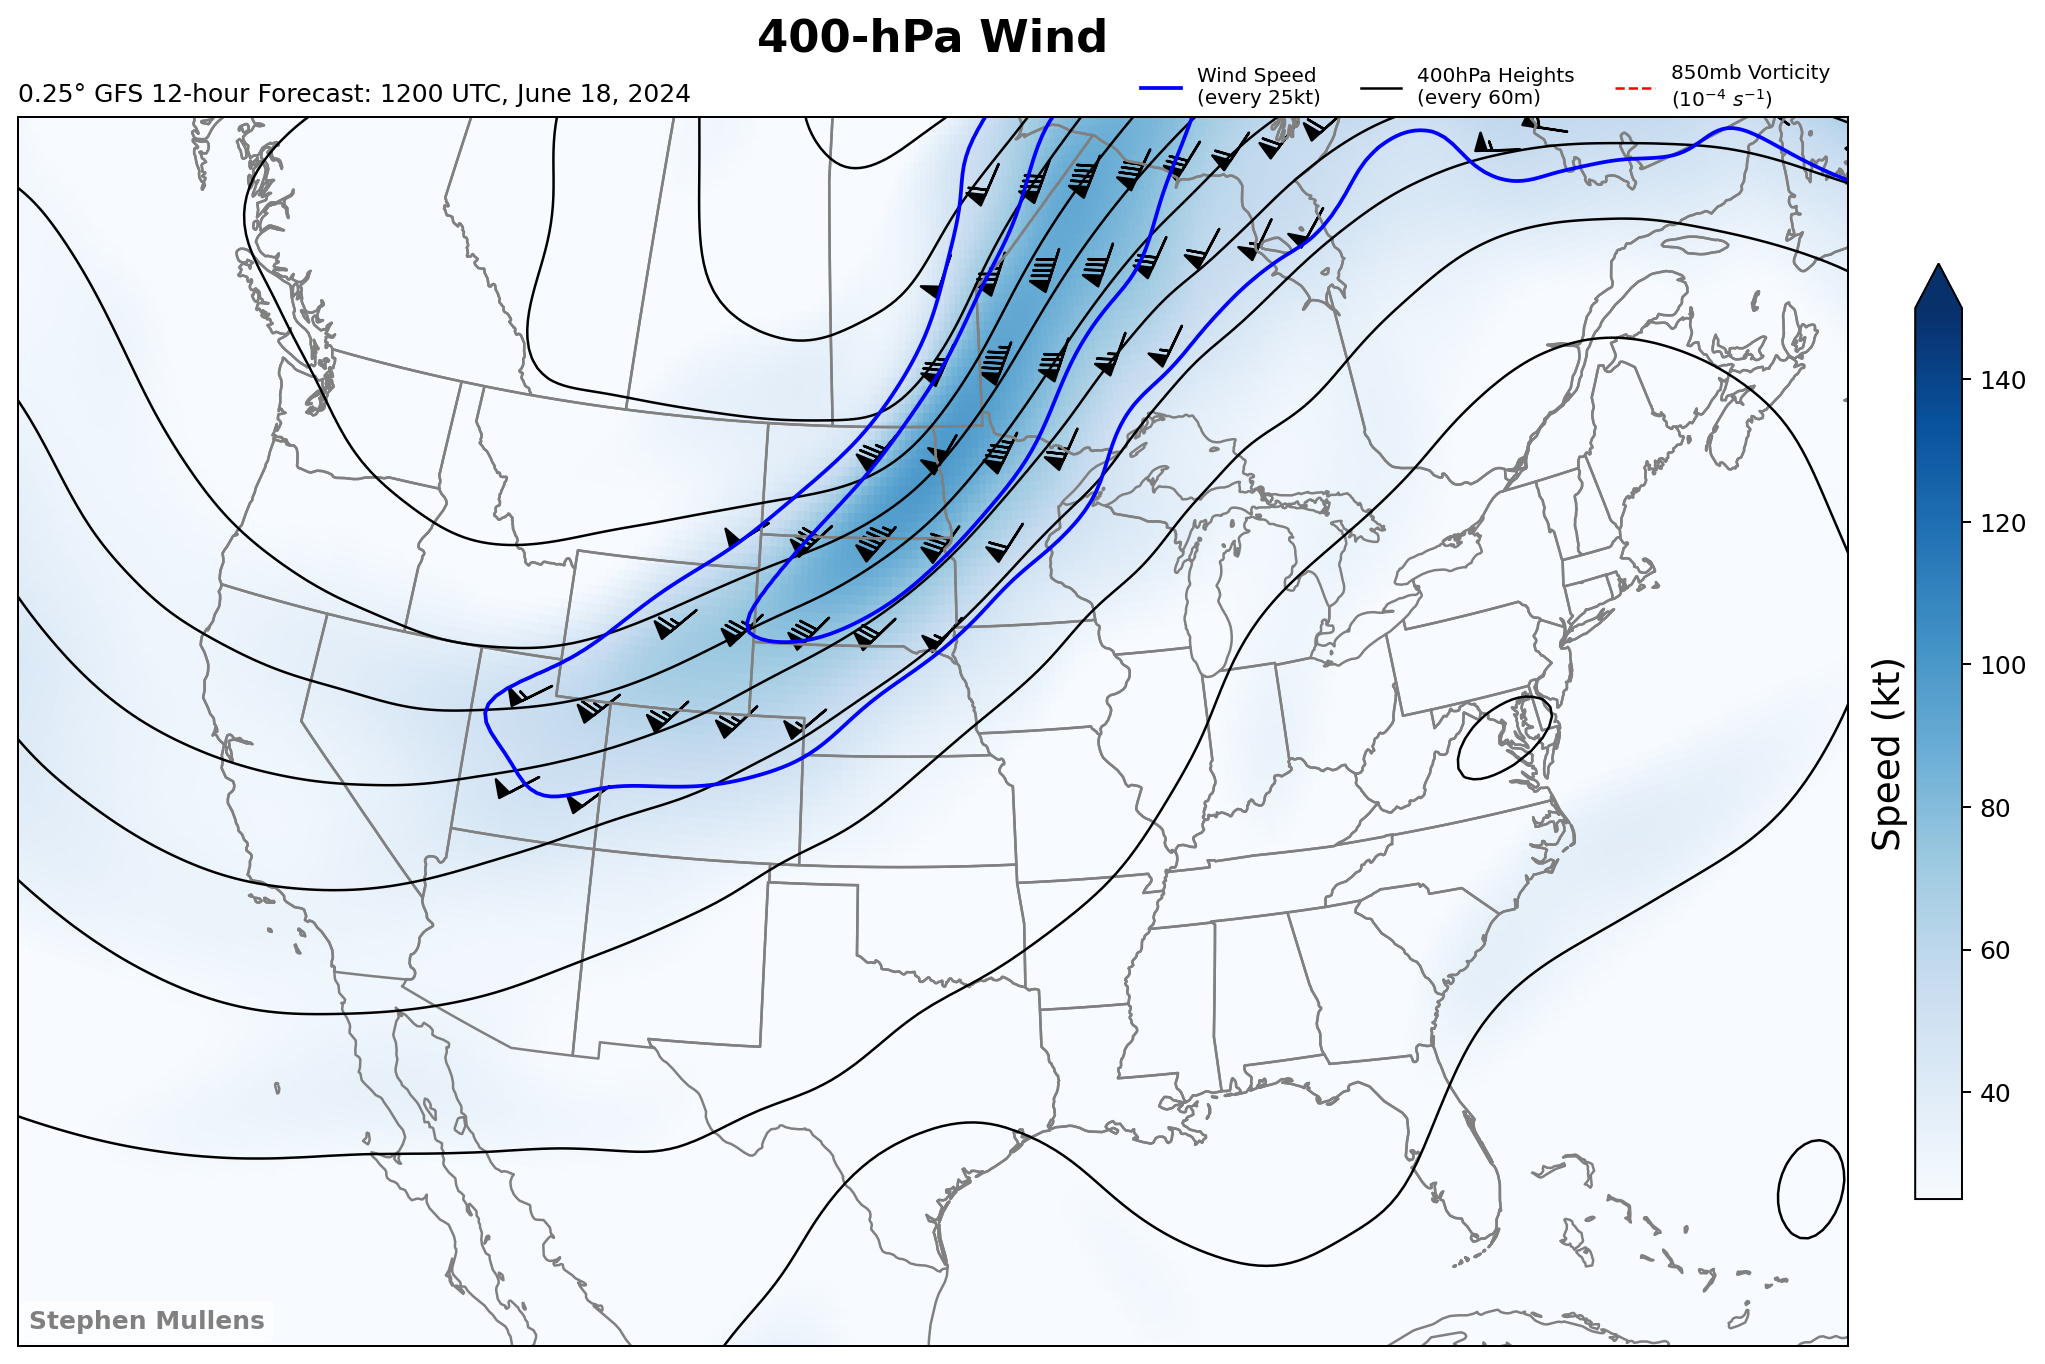 400-hPa Wind
0.25° GFS 12-hour Forecast: 1200 UTC, June 18, 2024
Wind Speed
(every 25kt)
400hPa Heights
(every 60m)
850mb Vorticity
(10⁻⁴ s⁻¹)
140
120
100
80
60
40
Speed (kt)
Stephen Mullens